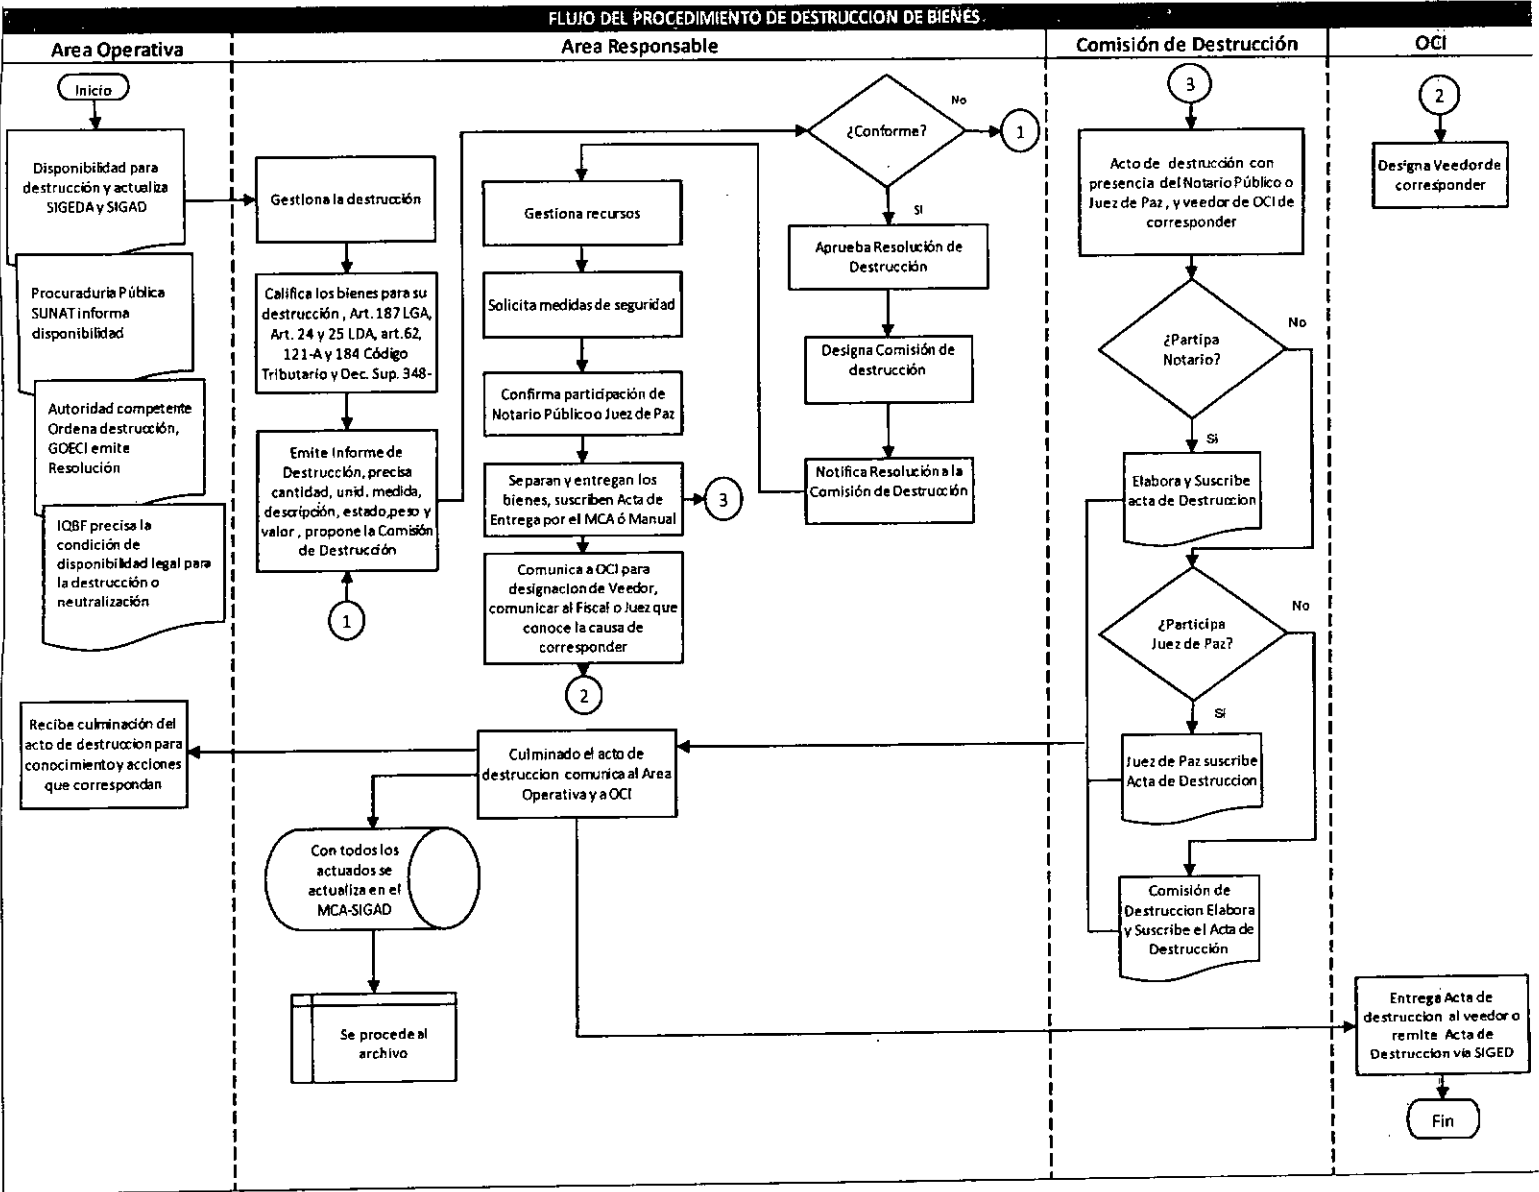 FLUJO DEL PROCEDIMIENTO DE DESTRUCCION DE BIENES
Area Operativa
Inicio
Disponibilidad para
destrucción y actualiza
SIGEDA y SIGAD
Procuraduria Pública
SUNAT informa
disponibilidad
Autoridad competente
Ordena destrucción,
GOECI emite
Resolución
IQBF precisa la
condición de
disponibilidad legal para
la destrucción o
neutralización
Recibe culminación del
acto de destruccion para
conocimiento y acciones
que correspondan
Area Responsable
Gestiona la destrucción
Califica los bienes para su
destrucción , Art. 187 LGA,
Art. 24 y 25 LDA, art.62,
121-A y 184 Código
Tributario y Dec. Sup. 348-
Emite Informe de
Destrucción, precisa
cantidad, unid. medida,
descripción, estado,peso y
valor , propone la Comisión
de Destrucción
1
Gestiona recursos
Solicita medidas de seguridad
Confirma participación de
Notario Público o Juez de Paz
Separan y entregan los
bienes, suscriben Acta de
Entrega por el MCA ó Manual
3
Comunica a OCI para
designacion de Veedor,
comunicar al Fiscal o Juez que
conoce la causa de
corresponder
2
¿Conforme?
No
1
SI
Aprueba Resolución de
Destrucción
Designa Comisión de
destrucción
Notifica Resolución a la
Comisión de Destrucción
Culminado el acto de
destruccion comunica al Area
Operativa y a OCI
Con todos los
actuados se
actualiza en el
MCA-SIGAD
Se procede al
archivo
Comisión de Destrucción
3
Acto de destrucción con
presencia del Notario Público o
Juez de Paz , y veedor de OCI de
corresponder
¿Partipa
Notario?
No
Si
Elabora y Suscribe
acta de Destruccion
¿Participa
Juez de Paz?
No
Si
Juez de Paz suscribe
Acta de Destruccion
Comisión de
Destruccion Elabora
y Suscribe el Acta de
Destrucción
OCI
2
Designa Veedor de
corresponder
Entrega Acta de
destruccion al veedor o
remite Acta de
Destruccion vía SIGED
Fin